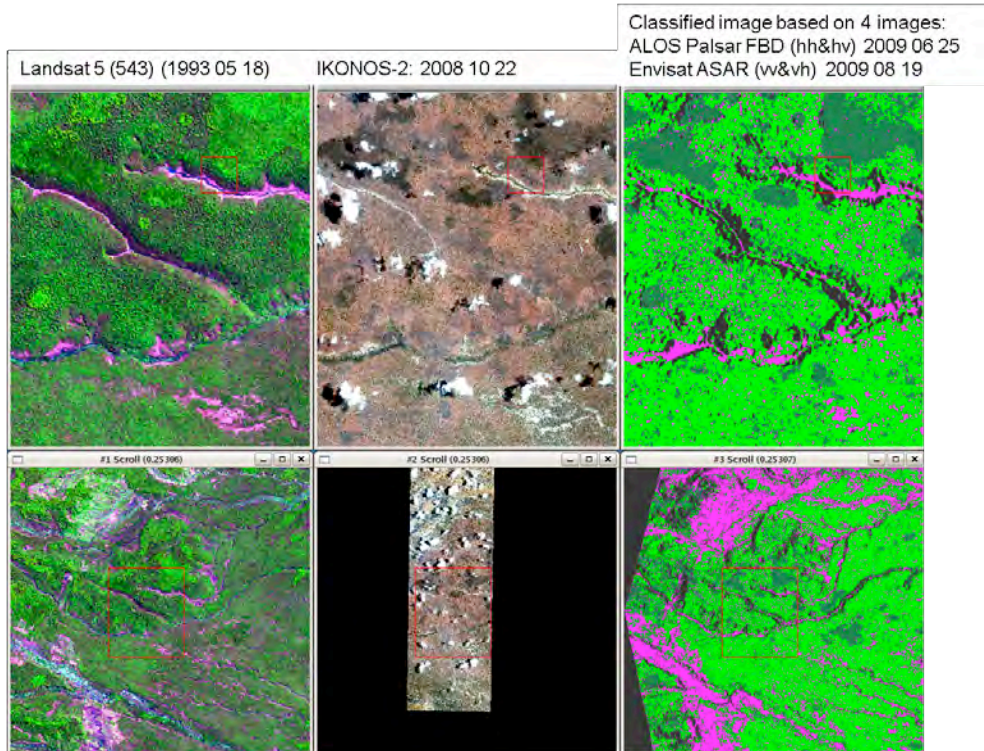 Classified image based on 4 images:
ALOS Palsar FBD (hh&hv) 2009 06 25
Envisat ASAR (vv&vh) 2009 08 19
Landsat 5 (543) (1993 05 18)
IKONOS-2: 2008 10 22
#1 Scroll (0.25306)
#2 Scroll (0.25306)
#3 Scroll (0.25307)